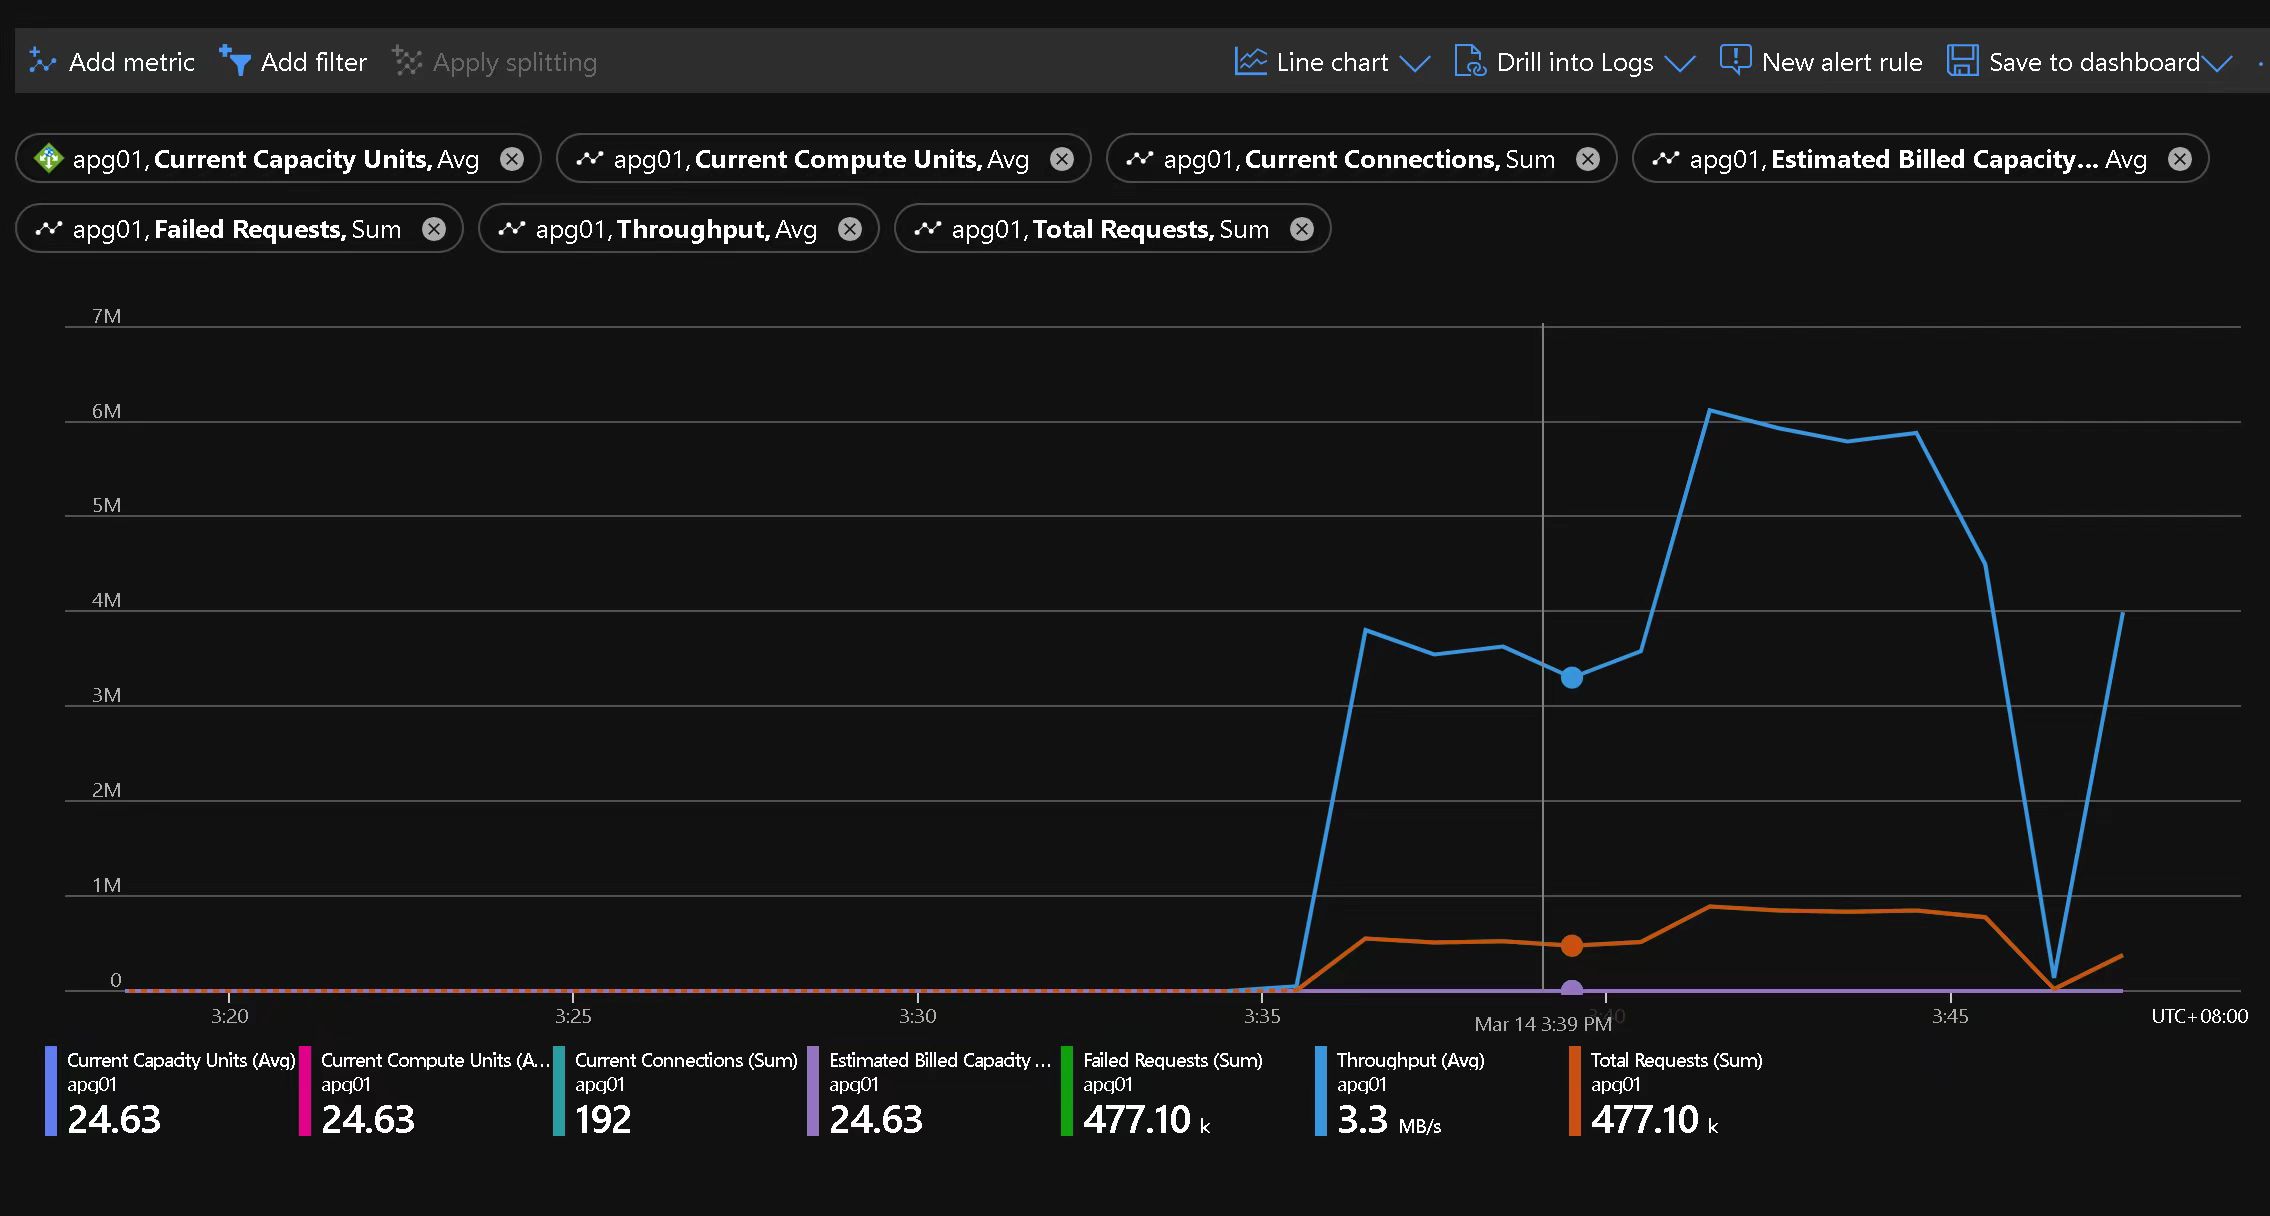 Add metric Add filter Apply splitting Line chart Drill into Logs New alert rule Save to dashboard
apg01, Current Capacity Units, Avg apg01, Current Compute Units, Avg apg01, Current Connections, Sum apg01, Estimated Billed Capacity... Avg
apg01, Failed Requests, Sum apg01, Throughput, Avg apg01, Total Requests, Sum
7M
6M
5M
4M
3M
2M
1M
0
3:20 3:25 3:30 3:35 3:40 3:45 UTC+08:00
Mar 14 3:39 PM
Current Capacity Units (Avg) Current Compute Units (A... Current Connections (Sum) Estimated Billed Capacity ... Failed Requests (Sum) Throughput (Avg) Total Requests (Sum)
apg01 apg01 apg01 apg01 apg01 apg01 apg01
24.63 24.63 192 24.63 477.10 k 3.3 MB/s 477.10 k